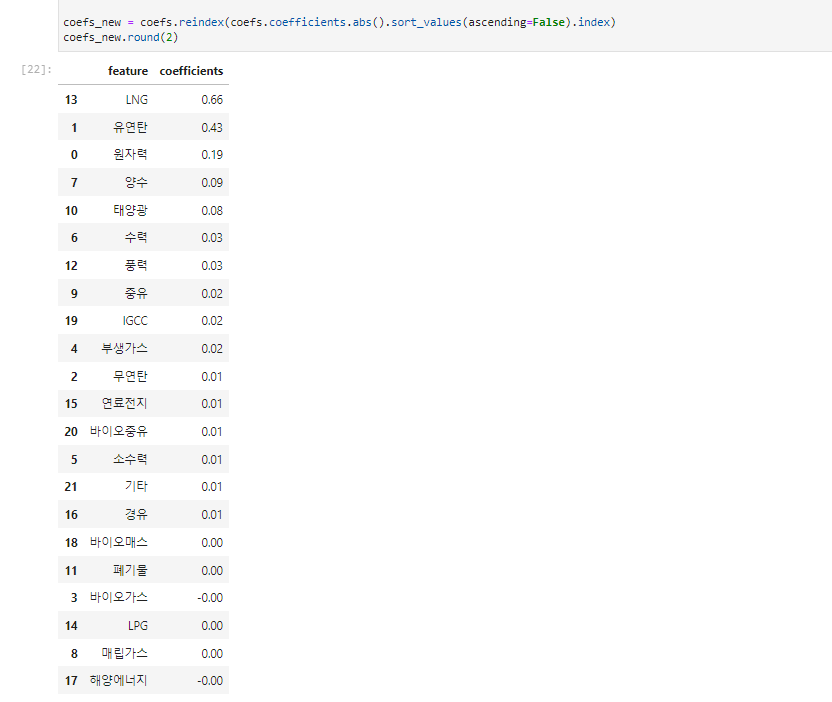 coefs_new = coefs.reindex(coefs.coefficients.abs().sort_values(ascending=False).index)
coefs_new.round(2)
[22]:
feature coefficients
13 LNG 0.66
1 유연탄 0.43
0 원자력 0.19
7 양수 0.09
10 태양광 0.08
6 수력 0.03
12 풍력 0.03
9 중유 0.02
19 IGCC 0.02
4 부생가스 0.02
2 무연탄 0.01
15 연료전지 0.01
20 바이오중유 0.01
5 소수력 0.01
21 기타 0.01
16 경유 0.01
18 바이오매스 0.00
11 폐기물 0.00
3 바이오가스 -0.00
14 LPG 0.00
8 매립가스 0.00
17 해양에너지 -0.00